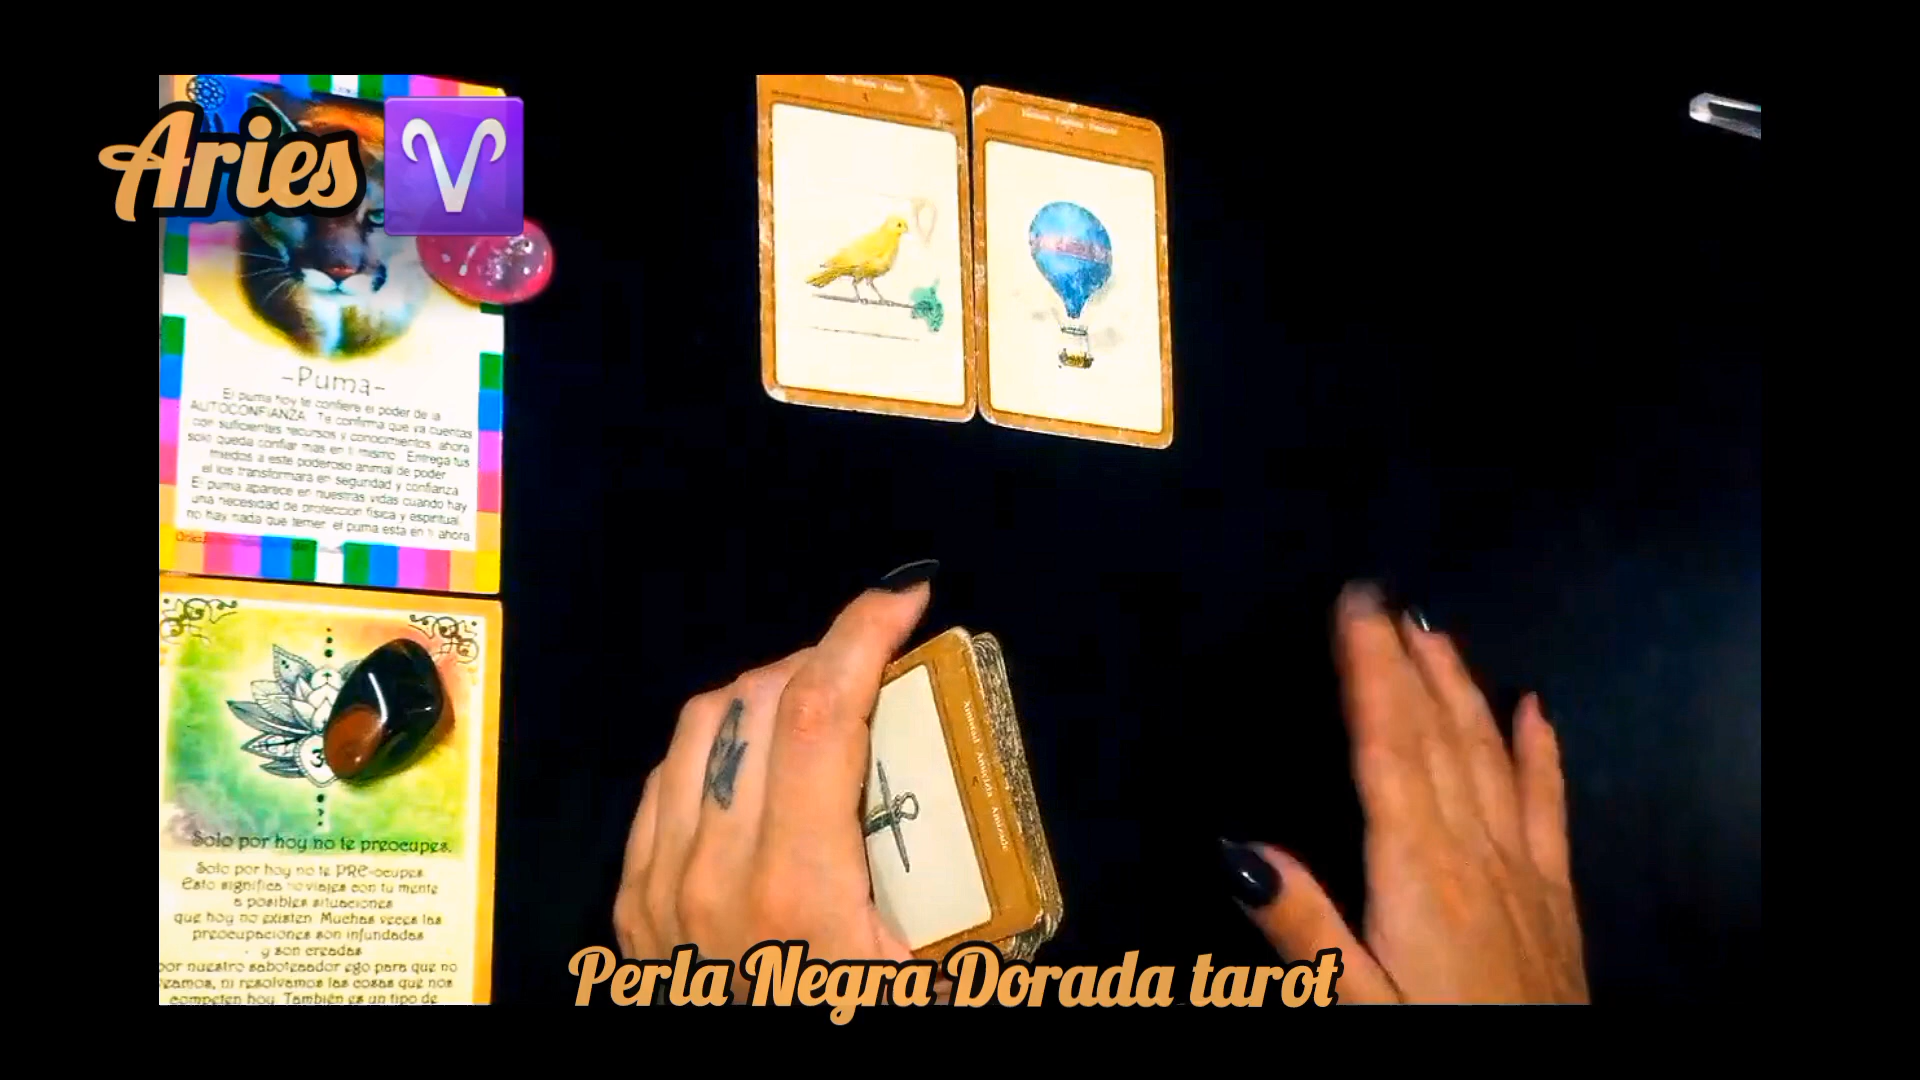 Aries
-Puma-
El puma hoy te confiere el poder de la
AUTOCONFIANZA. Te confirma que ya cuentas
con suficientes recursos y conocimientos, ahora
solo queda confiar mas en ti mismo. Entrega tus
miedos a este poderoso animal de poder
el los transformará en seguridad y confianza
El puma aparece en nuestras vidas cuando hay
una necesidad de protección física y espiritual,
no hay nada que temer, el puma esta en ti ahora
Solo por hoy no te preocupes.
Solo por hoy no te PRE-ocupes
Esto significa no viajes con tu mente
a posibles situaciones
que hoy no existen. Muchas veces las
preocupaciones son infundadas
y son creadas
por nuestro saboteador ego para que no
ni resolvamos las cosas que nos
competen hoy. También es un tipo de
Amistad
Perla Negra Dorada tarot